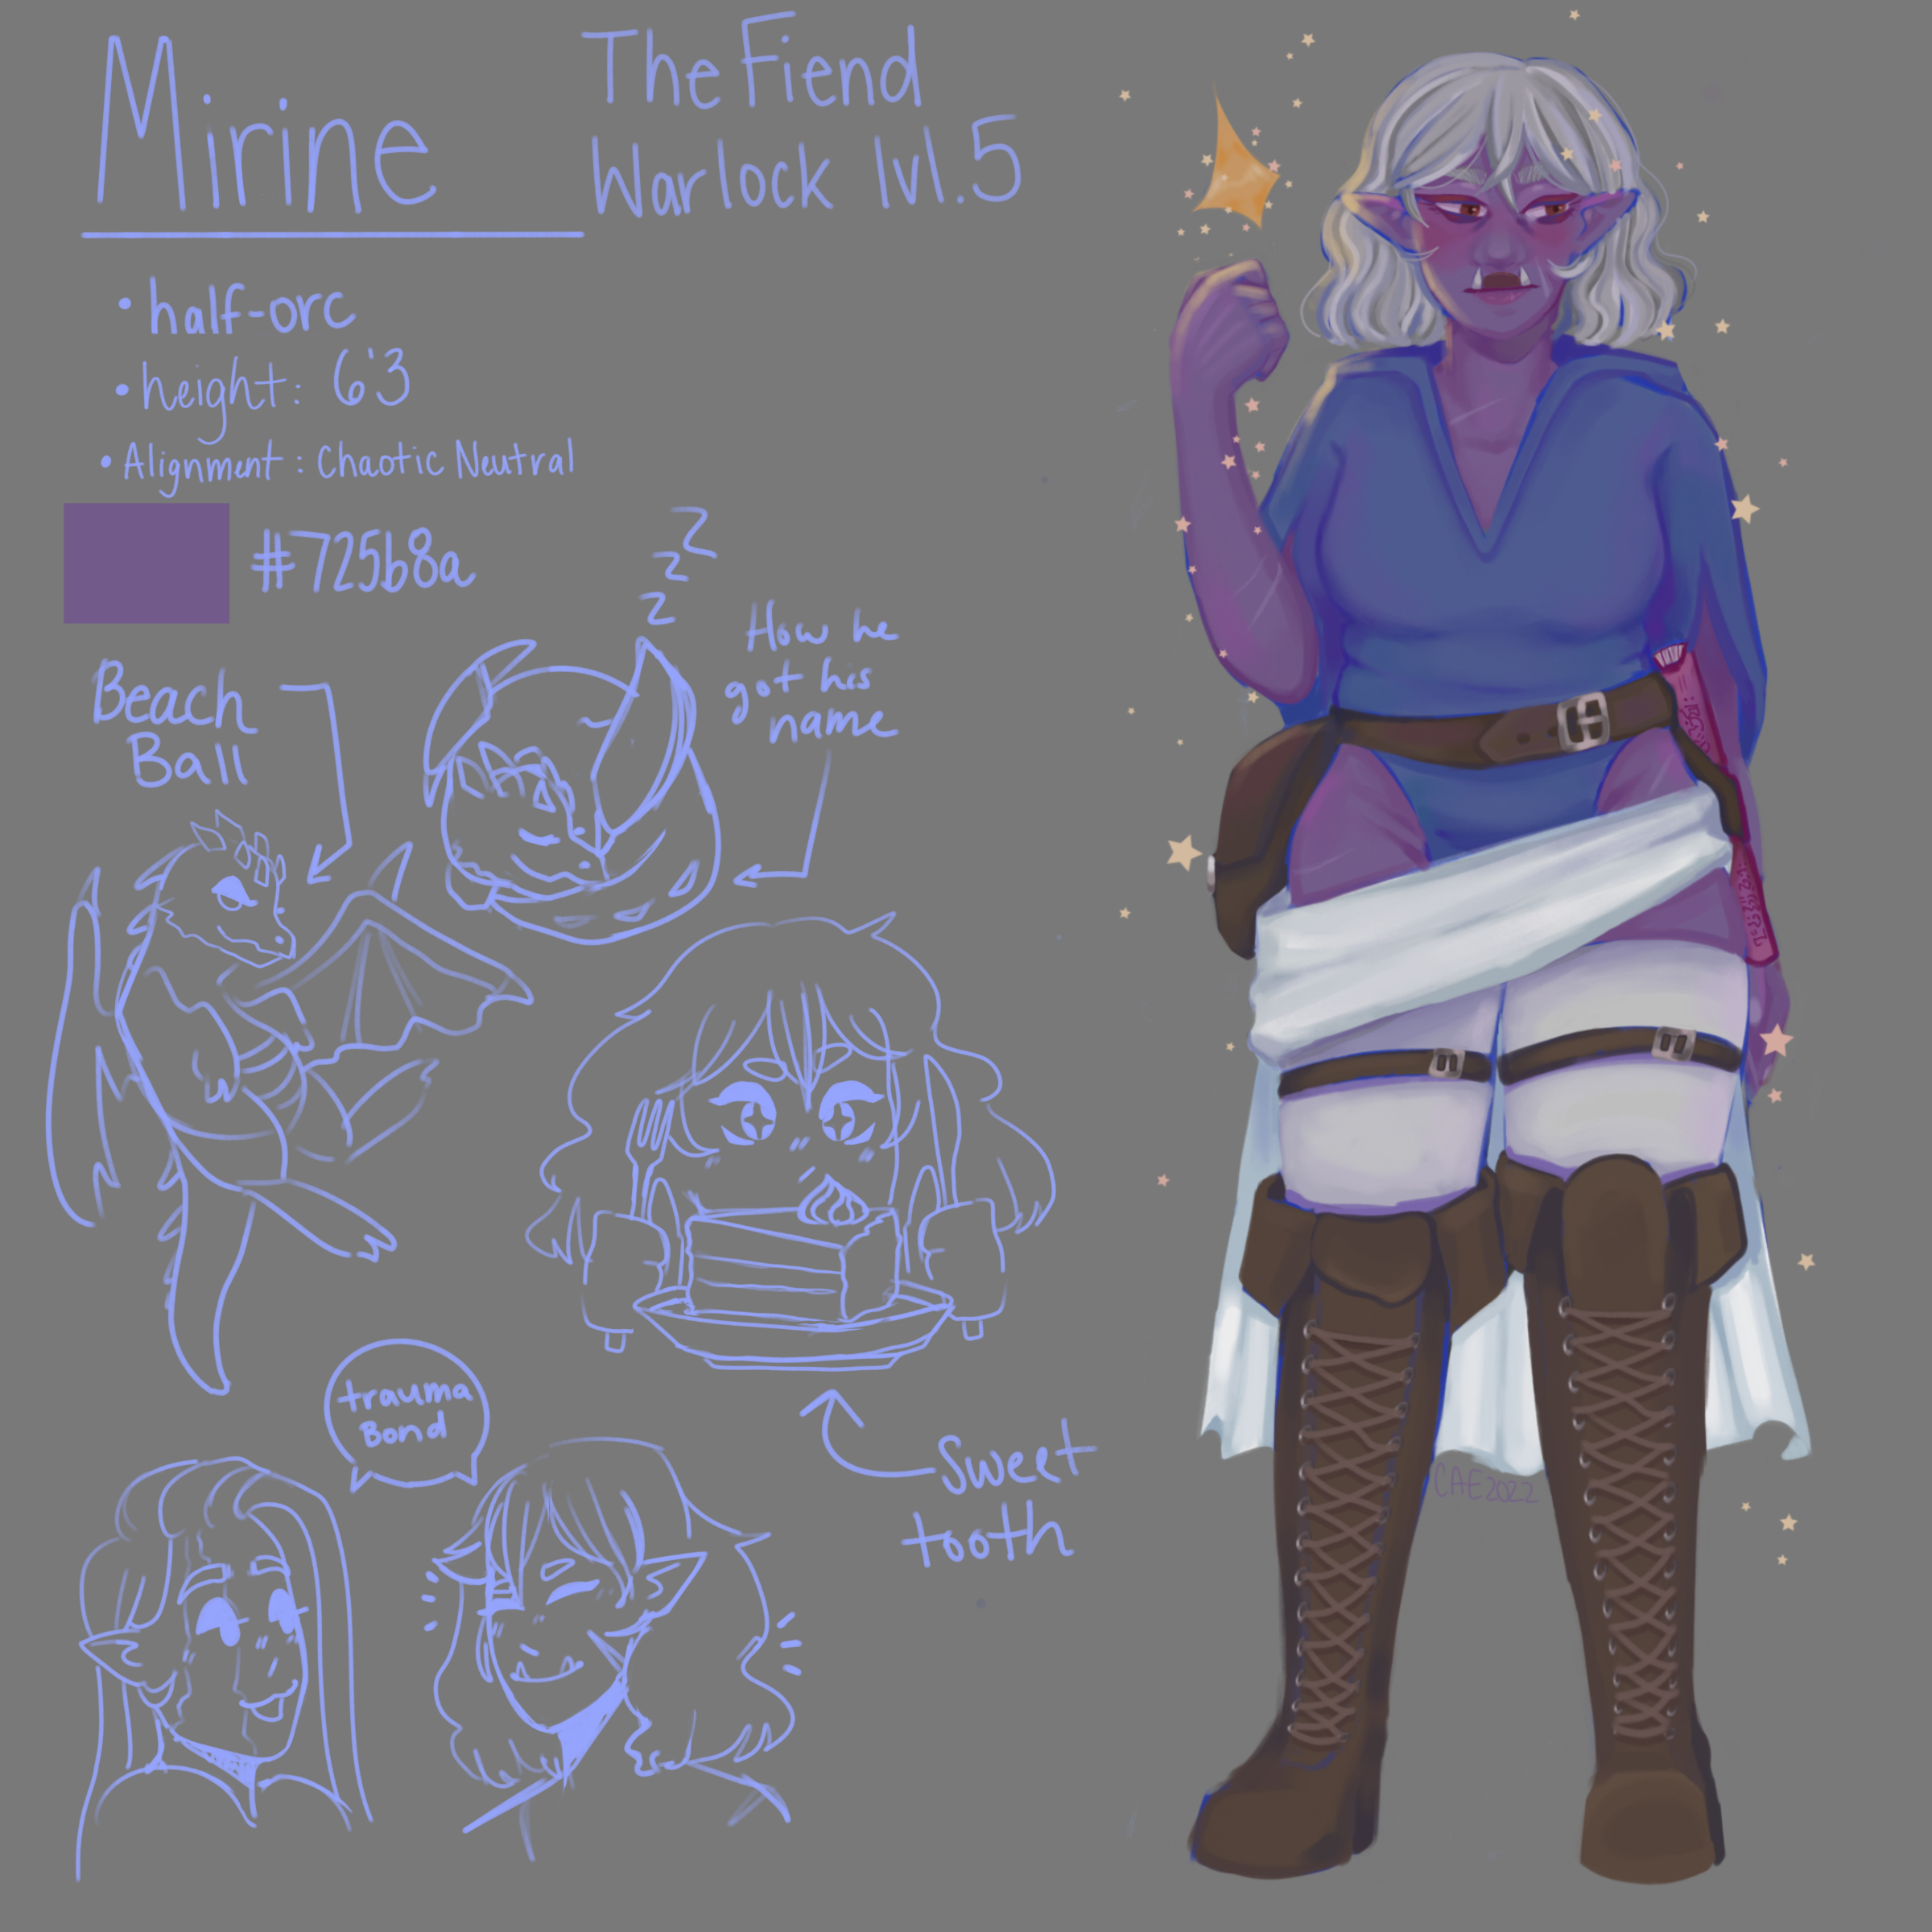 Mirine
The Fiend
Warlock lvl.5
• half-orc
• height: 6'3
• Alignment: Chaotic Neutral
#725b8a
Beach
Ball
z
z
z
How he
got his
name
trauma
Bond
Sweet
tooth
CAE2022